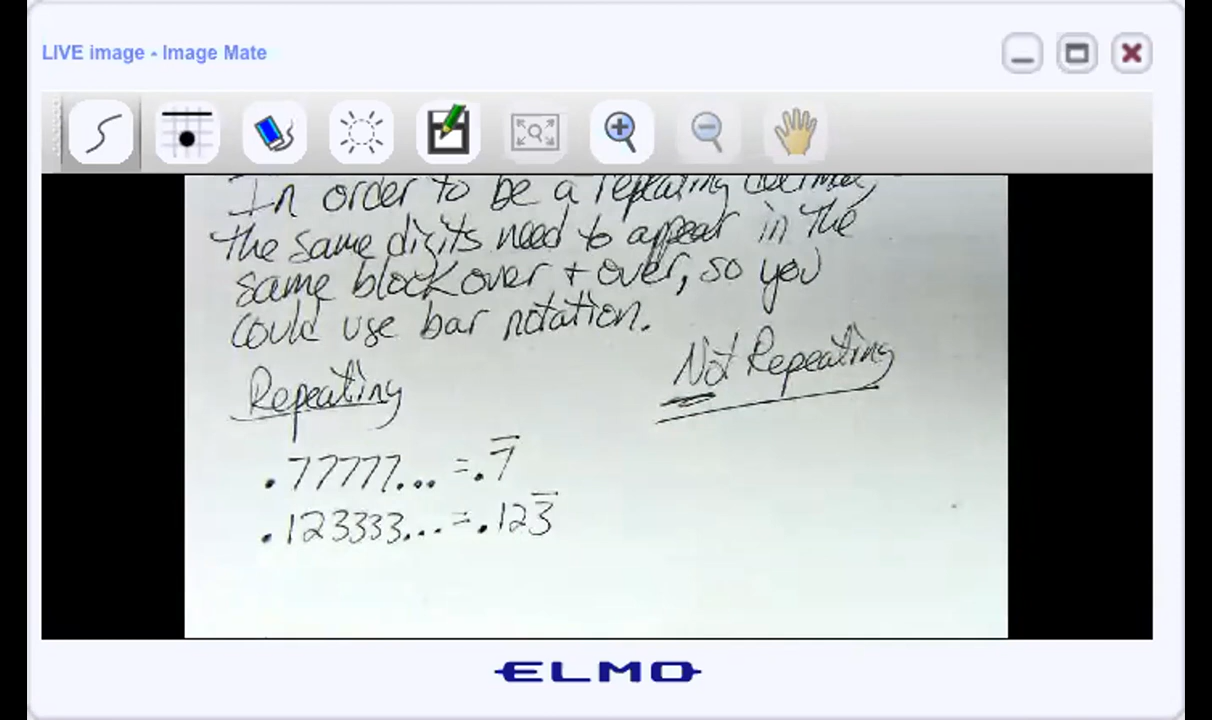 LIVE image - Image Mate
In order to be a repeating decimal,
the same digits need to appear in the
same block over + over, so you
could use bar notation.
Repeating
Not Repeating
.77777... = .7̅
.123333... = .123̅
ELMO